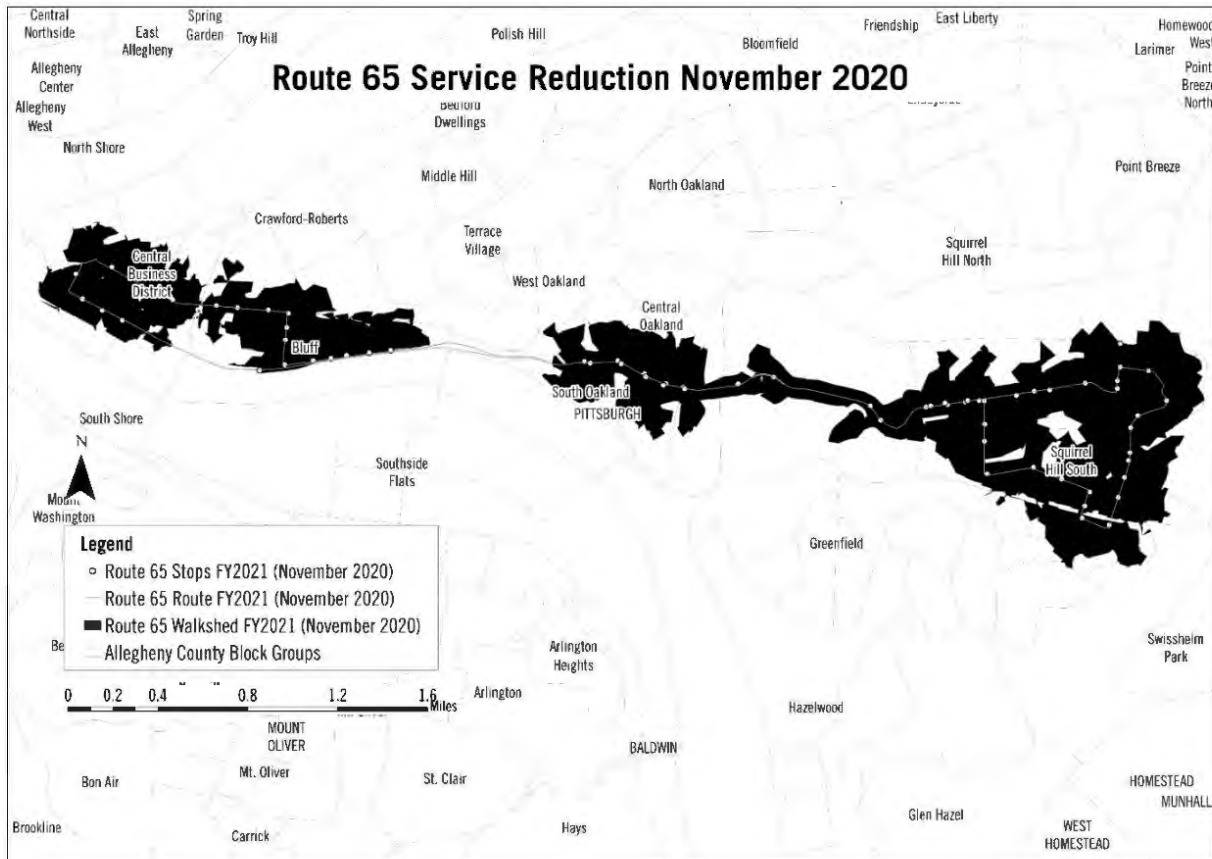 Central
Northside
East
Allegheny
Spring
Garden
Troy Hill
Polish Hill
Bloomfield
Friendship
East Liberty
Homewood
West
Larimer
Point
Breeze
North
Allegheny
Center
Allegheny
West
Route 65 Service Reduction November 2020
Bedford
Dwellings
North Shore
Middle Hill
North Oakland
Point Breeze
Crawford-Roberts
Terrace
Village
Squirrel
Hill North
West Oakland
Central
Business
District
Central
Oakland
Bluff
South Oakland
PITTSBURGH
South Shore
N
Southside
Flats
Squirrel
Hill South
Mount
Washington
Greenfield
Legend
Route 65 Stops FY2021 (November 2020)
Route 65 Route FY2021 (November 2020)
Route 65 Walkshed FY2021 (November 2020)
Allegheny County Block Groups
Arlington
Heights
Swisshelm
Park
0 0.2 0.4 0.8 1.2 1.6
Miles
Arlington
Hazelwood
MOUNT
OLIVER
BALDWIN
Mt. Oliver
St. Clair
Bon Air
HOMESTEAD
MUNHALL
Brookline
Carrick
Hays
Glen Hazel
WEST
HOMESTEAD